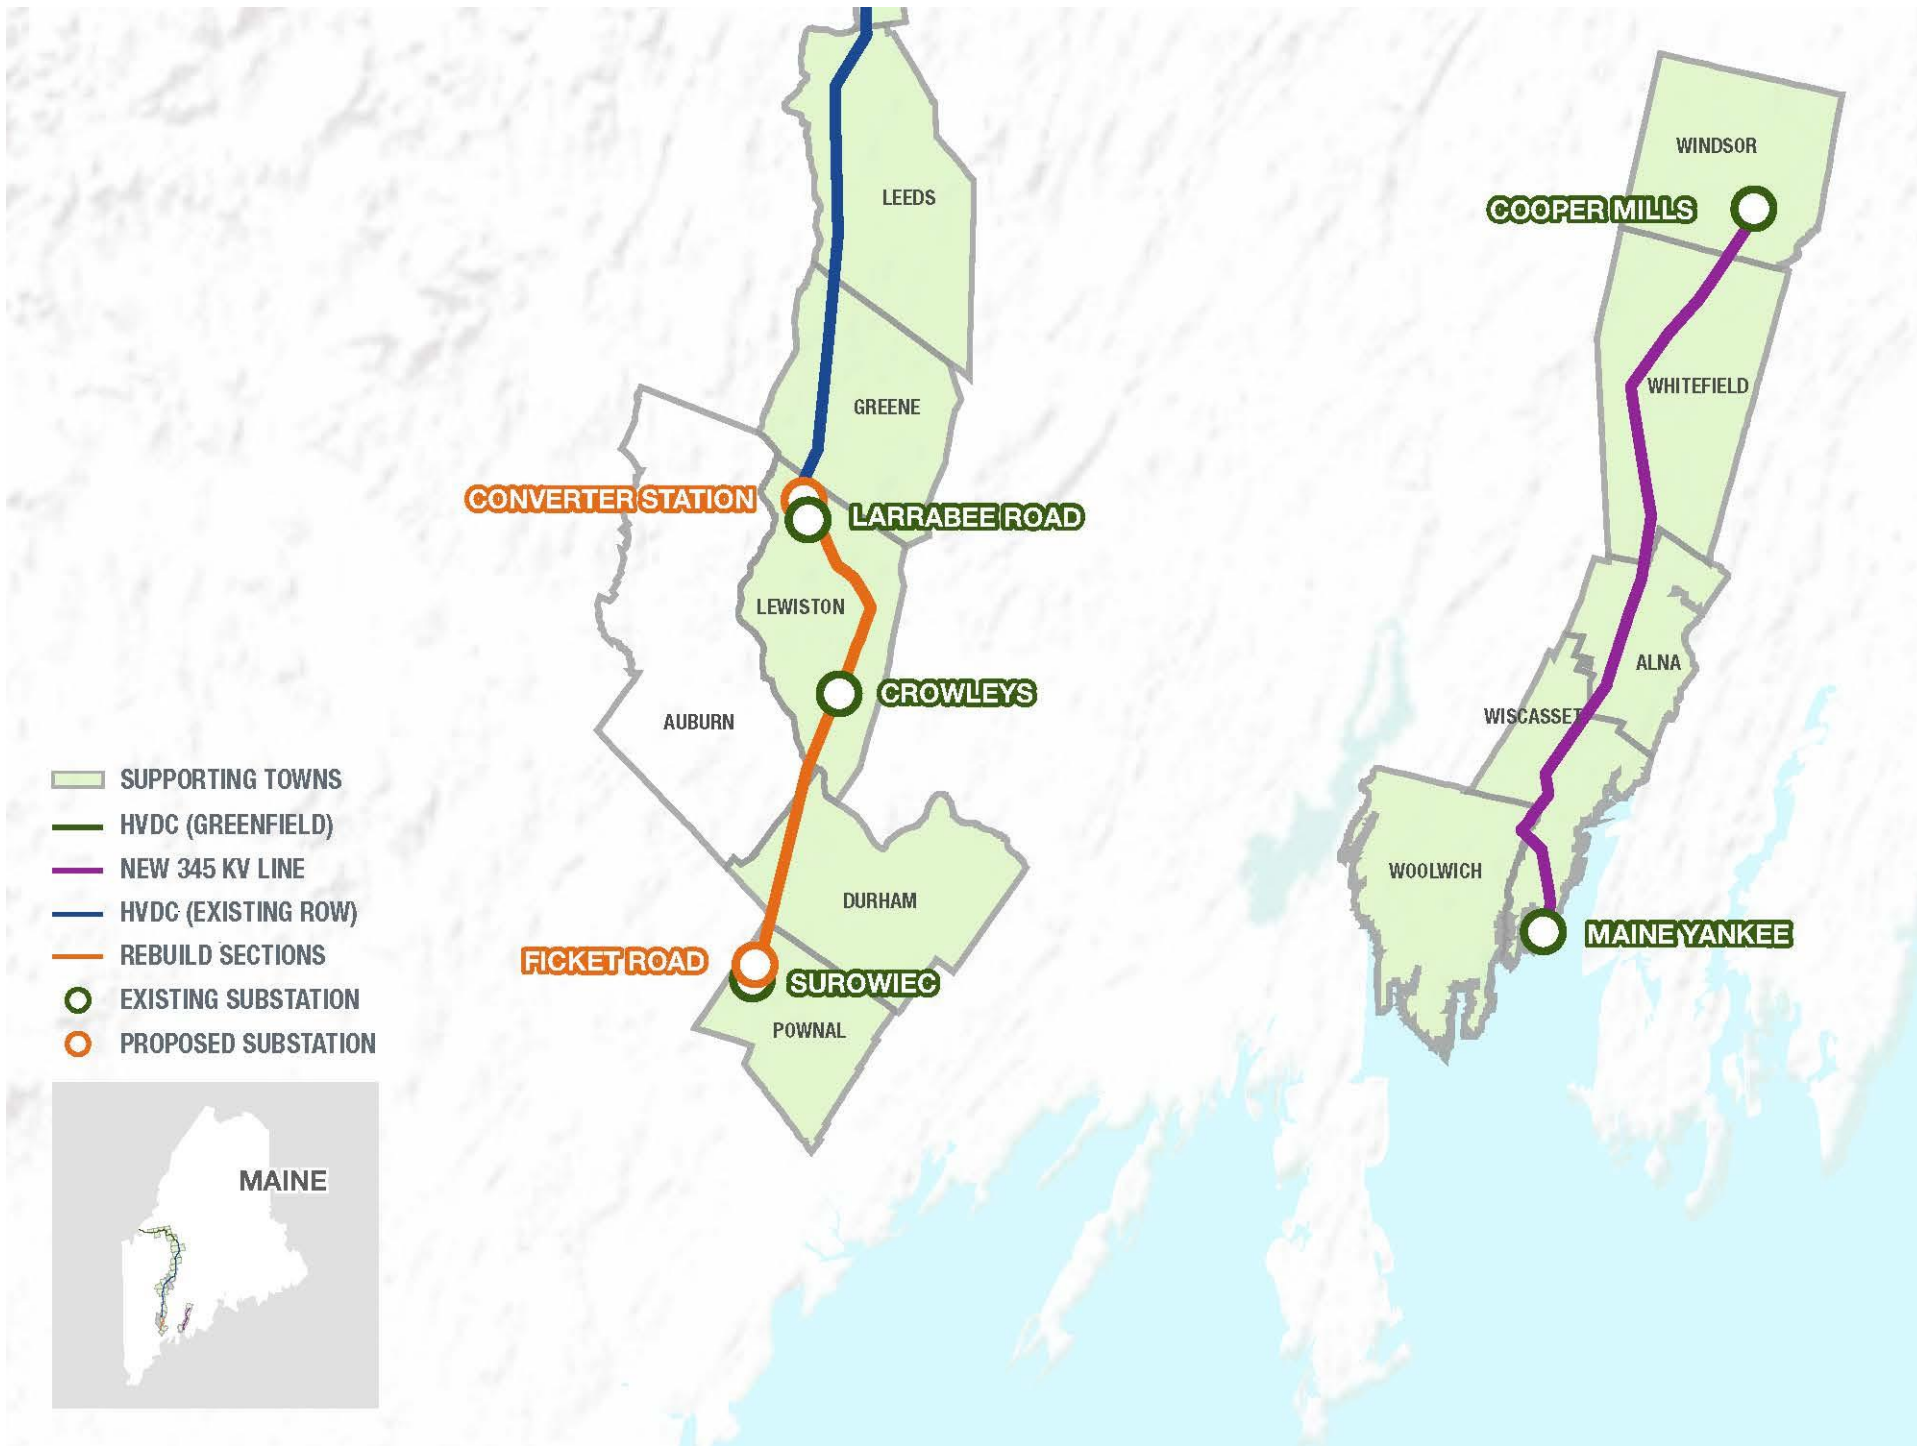 WINDSOR
LEEDS
COOPER MILLS
WHITEFIELD
GREENE
CONVERTER STATION
LARRABEE ROAD
LEWISTON
ALNA
CROWLEYS
WISCASSET
AUBURN
WOOLWICH
DURHAM
MAINE YANKEE
FICKET ROAD
SUROWIEC
POWNAL
SUPPORTING TOWNS
HVDC (GREENFIELD)
NEW 345 KV LINE
HVDC (EXISTING ROW)
REBUILD SECTIONS
EXISTING SUBSTATION
PROPOSED SUBSTATION
MAINE